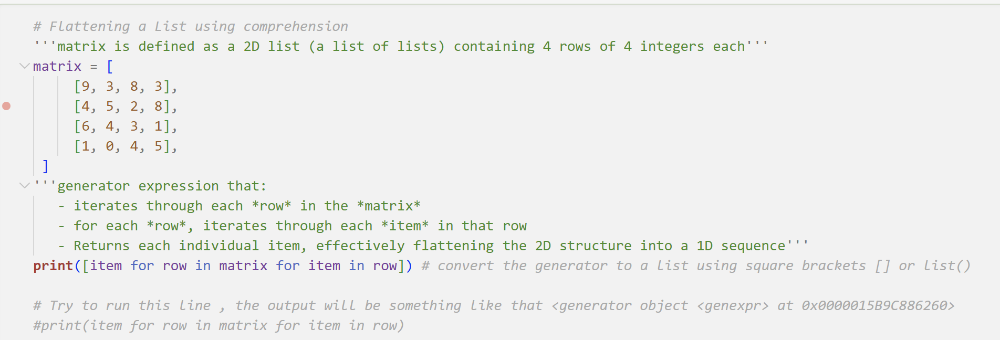 # Flattening a List using comprehension
'''matrix is defined as a 2D list (a list of lists) containing 4 rows of 4 integers each'''
matrix = [
[9, 3, 8, 3],
[4, 5, 2, 8],
[6, 4, 3, 1],
[1, 0, 4, 5],
]
'''generator expression that:
- iterates through each *row* in the *matrix*
- for each *row*, iterates through each *item* in that row
- Returns each individual item, effectively flattening the 2D structure into a 1D sequence'''
print([item for row in matrix for item in row]) # convert the generator to a list using square brackets [] or list()
# Try to run this line , the output will be something like that <generator object <genexpr> at 0x0000015B9C886260>
#print(item for row in matrix for item in row)